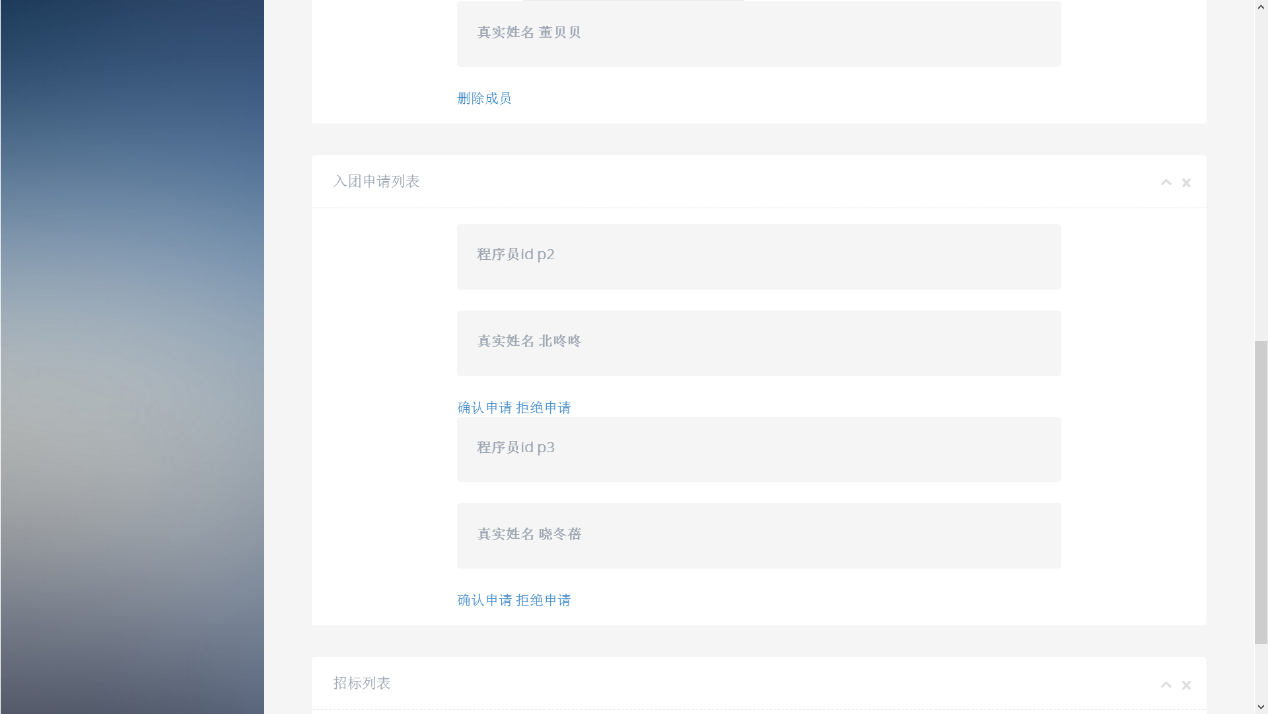 真实姓名 董贝贝
删除成员
入团申请列表
程序员id p2
真实姓名 北咚咚
确认申请 拒绝申请
程序员id p3
真实姓名 晓冬蓓
确认申请 拒绝申请
招标列表